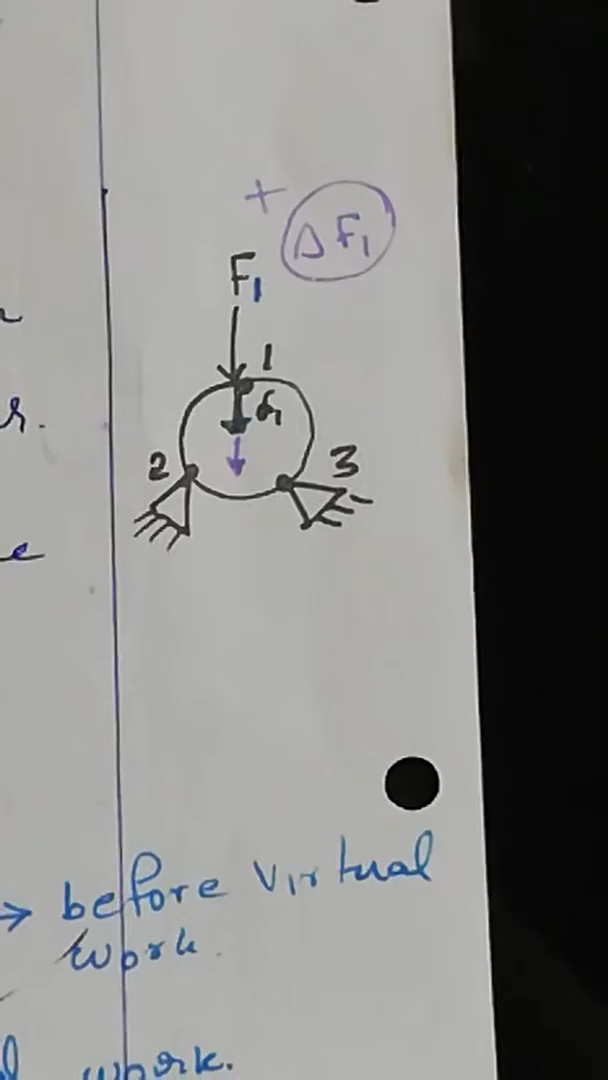 + ΔF₁
F₁
1
δ₁
2
3
→ before virtual
work.
work.